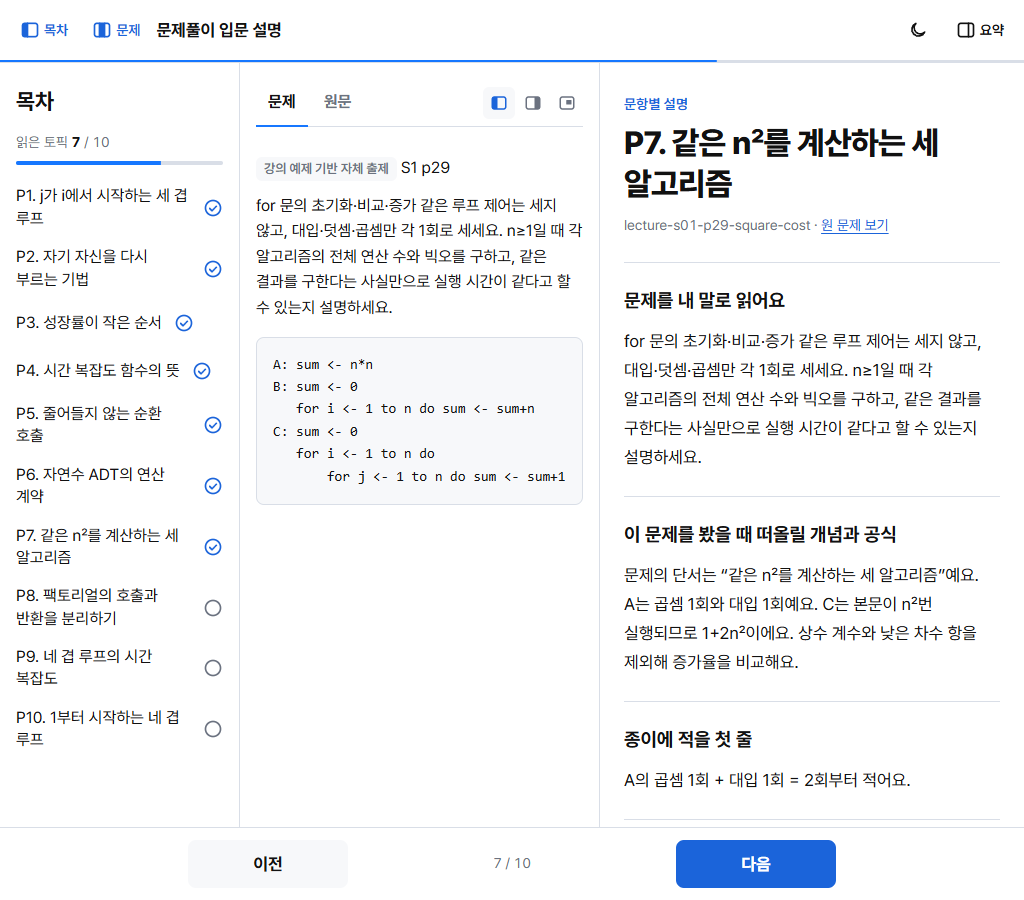 목차
문제
문제풀이 입문 설명
요약
목차
읽은 토픽 7 / 10
P1. j가 i에서 시작하는 세 겹
루프
P2. 자기 자신을 다시
부르는 기법
P3. 성장률이 작은 순서
P4. 시간 복잡도 함수의 뜻
P5. 줄어들지 않는 순환
호출
P6. 자연수 ADT의 연산
계약
P7. 같은 n²를 계산하는 세
알고리즘
P8. 팩토리얼의 호출과
반환을 분리하기
P9. 네 겹 루프의 시간
복잡도
P10. 1부터 시작하는 네 겹
루프
문제
원문
강의 예제 기반 자체 출제 S1 p29
for 문의 초기화·비교·증가 같은 루프 제어는 세지
않고, 대입·덧셈·곱셈만 각 1회로 세세요. n≥1일 때 각
알고리즘의 전체 연산 수와 빅오를 구하고, 같은
결과를 구한다는 사실만으로 실행 시간이 같다고 할
수 있는지 설명하세요.
A: sum <- n*n
B: sum <- 0
for i <- 1 to n do sum <- sum+n
C: sum <- 0
for i <- 1 to n do
for j <- 1 to n do sum <- sum+1
문항별 설명
P7. 같은 n²를 계산하는 세
알고리즘
lecture-s01-p29-square-cost · 원 문제 보기
문제를 내 말로 읽어요
for 문의 초기화·비교·증가 같은 루프 제어는 세지 않고,
대입·덧셈·곱셈만 각 1회로 세세요. n≥1일 때 각
알고리즘의 전체 연산 수와 빅오를 구하고, 같은 결과를
구한다는 사실만으로 실행 시간이 같다고 할 수 있는지
설명하세요.
이 문제를 봤을 때 떠올릴 개념과 공식
문제의 단서는 “같은 n²를 계산하는 세 알고리즘”예요.
A는 곱셈 1회와 대입 1회예요. C는 본문이 n²번
실행되므로 1+2n²이에요. 상수 계수와 낮은 차수 항을
제외해 증가율을 비교해요.
종이에 적을 첫 줄
A의 곱셈 1회 + 대입 1회 = 2회부터 적어요.
이전
7 / 10
다음